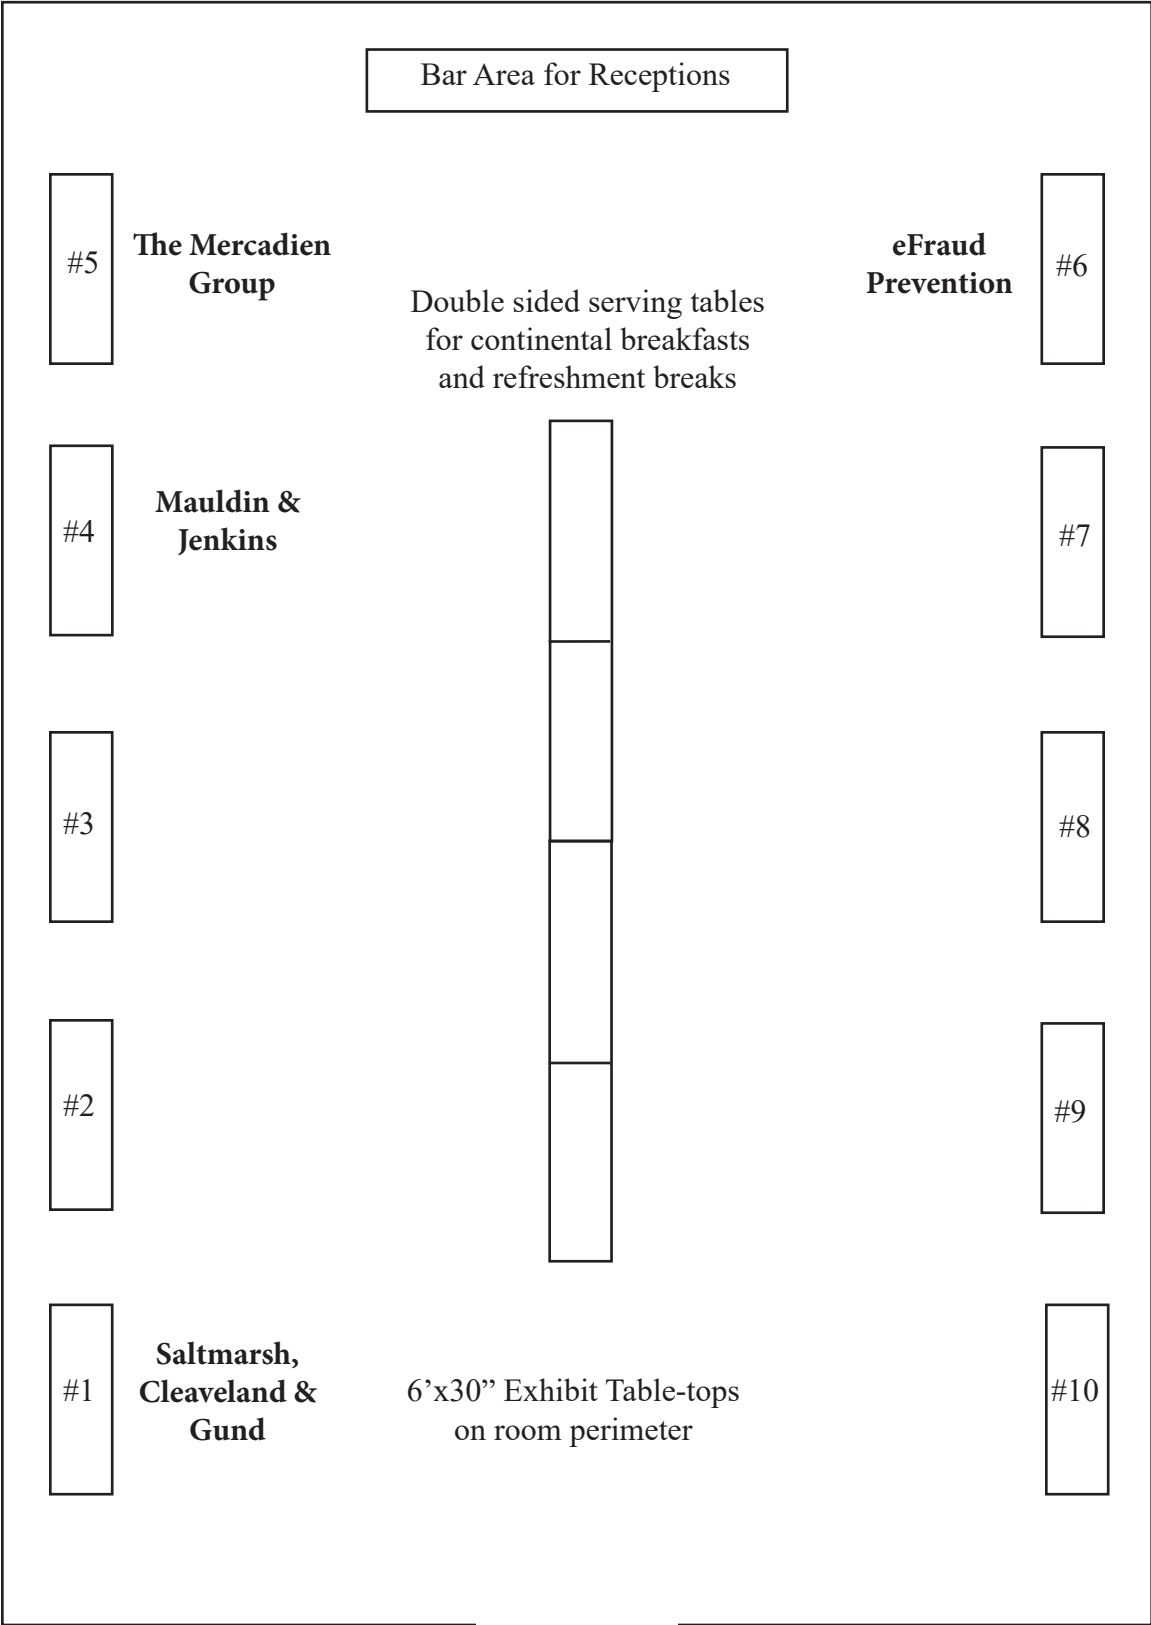 Bar Area for Receptions
#5
The Mercadien
Group
eFraud
Prevention
#6
Double sided serving tables
for continental breakfasts
and refreshment breaks
#4
Mauldin &
Jenkins
#7
#3
#8
#2
#9
#1
Saltmarsh,
Cleaveland &
Gund
6’x30” Exhibit Table-tops
on room perimeter
#10